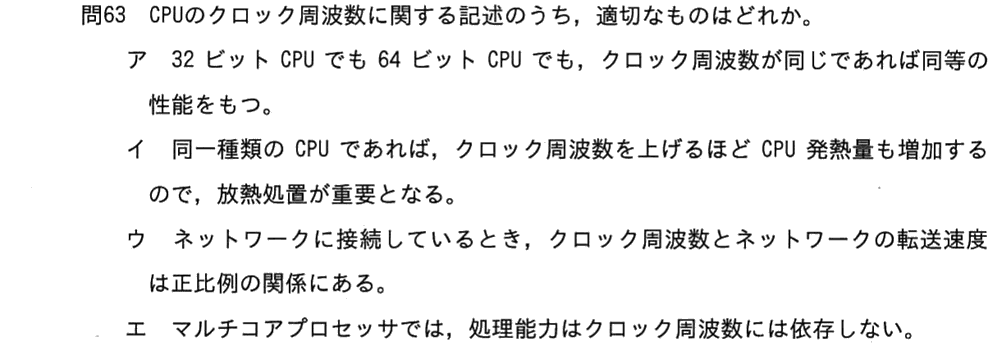 問63　CPUのクロック周波数に関する記述のうち，適切なものはどれか。
ア　32 ビット CPU でも 64 ビット CPU でも，クロック周波数が同じであれば同等の
性能をもつ。
イ　同一種類の CPU であれば，クロック周波数を上げるほど CPU 発熱量も増加する
ので，放熱処置が重要となる。
ウ　ネットワークに接続しているとき，クロック周波数とネットワークの転送速度
は正比例の関係にある。
エ　マルチコアプロセッサでは，処理能力はクロック周波数には依存しない。